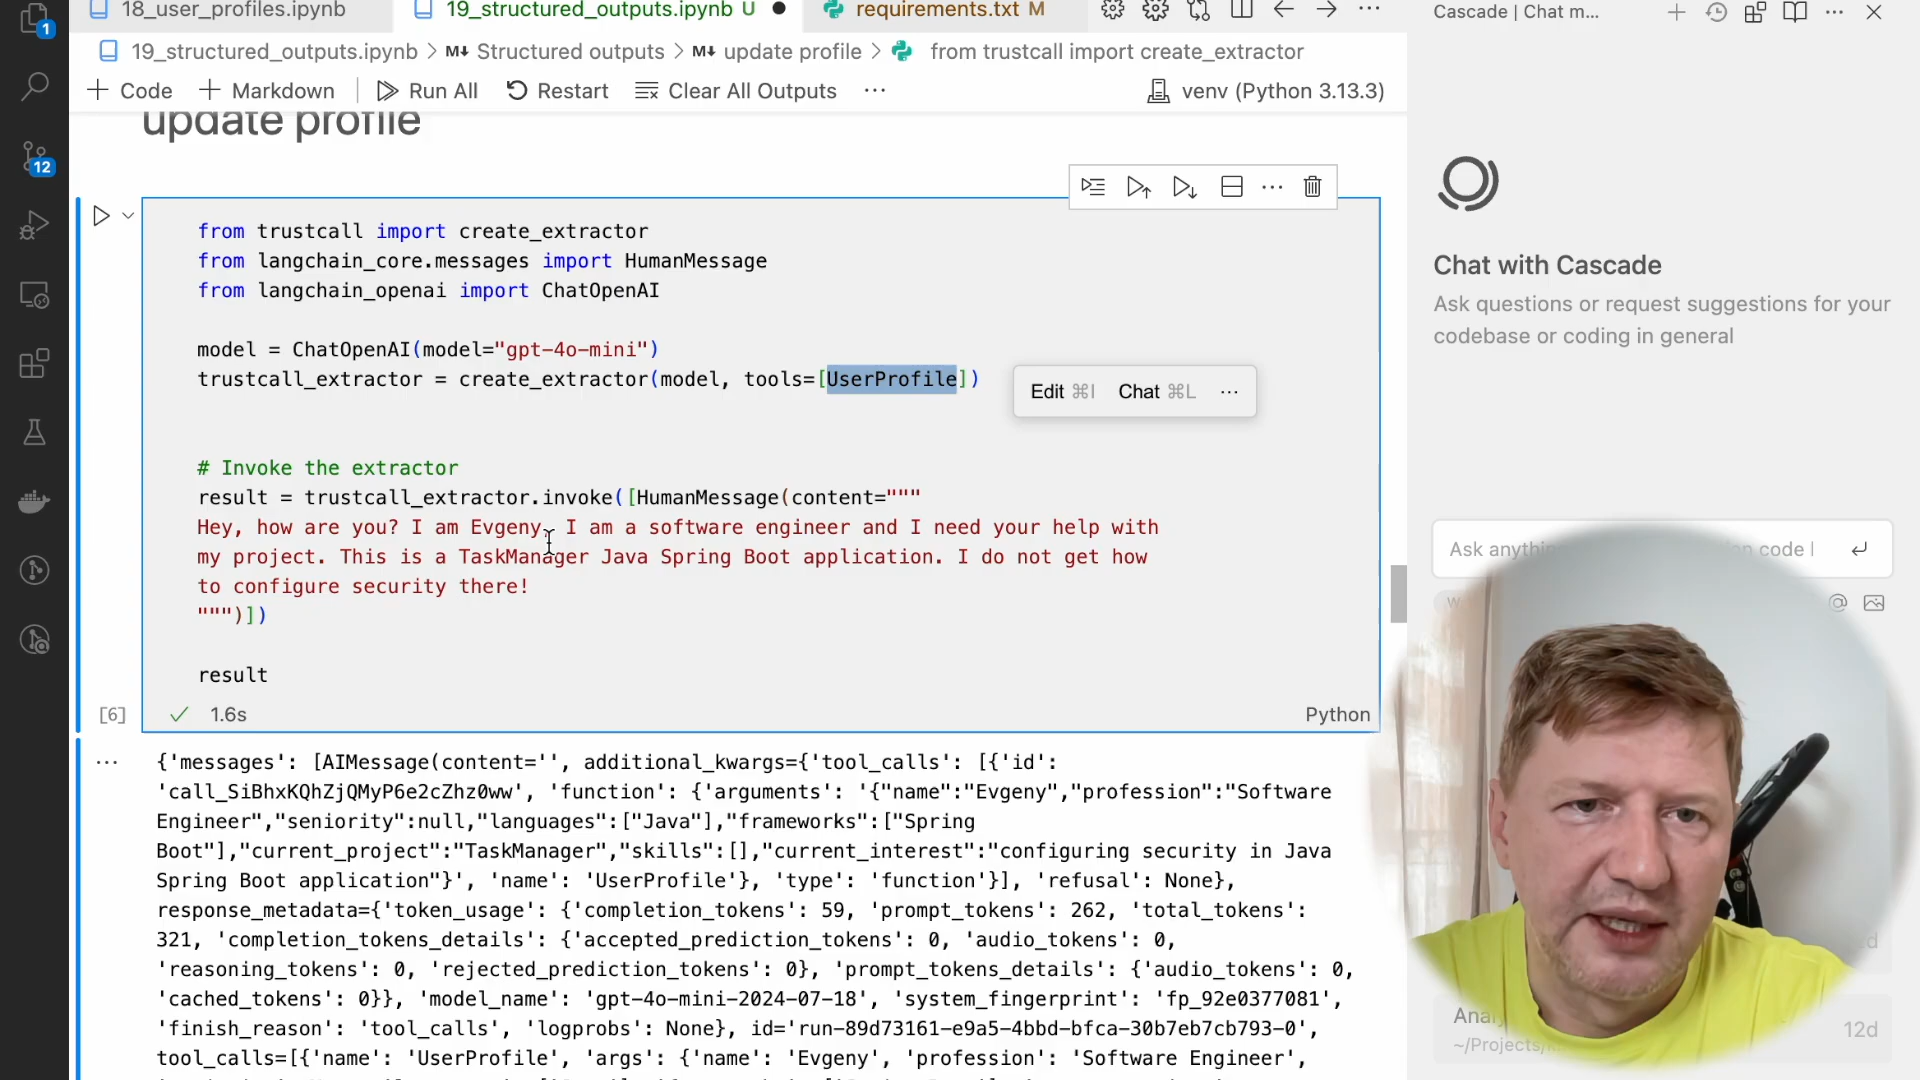 18_user_profiles.ipynb
19_structured_outputs.ipynb U
requirements.txt M
Cascade | Chat m...
19_structured_outputs.ipynb > M↓ Structured outputs > M↓ update profile > from trustcall import create_extractor
+ Code + Markdown Run All Restart Clear All Outputs ... venv (Python 3.13.3)
1
12
update profile
from trustcall import create_extractor
from langchain_core.messages import HumanMessage
from langchain_openai import ChatOpenAI
model = ChatOpenAI(model="gpt-4o-mini")
trustcall_extractor = create_extractor(model, tools=[UserProfile])
Edit ⌘I Chat ⌘L ...
# Invoke the extractor
result = trustcall_extractor.invoke([HumanMessage(content="""
Hey, how are you? I am Evgeny, I am a software engineer and I need your help with
my project. This is a TaskManager Java Spring Boot application. I do not get how
to configure security there!
""")])
result
[6] ✓ 1.6s Python
{'messages': [AIMessage(content='', additional_kwargs={'tool_calls': [{'id':
'call_SiBhxKQhZjQMyP6e2cZhz0ww', 'function': {'arguments': '{"name":"Evgeny","profession":"Software
Engineer","seniority":null,"languages":["Java"],"frameworks":["Spring
Boot"],"current_project":"TaskManager","skills":[],"current_interest":"configuring security in Java
Spring Boot application"}', 'name': 'UserProfile'}, 'type': 'function'}], 'refusal': None},
response_metadata={'token_usage': {'completion_tokens': 59, 'prompt_tokens': 262, 'total_tokens':
321, 'completion_tokens_details': {'accepted_prediction_tokens': 0, 'audio_tokens': 0,
'reasoning_tokens': 0, 'rejected_prediction_tokens': 0}, 'prompt_tokens_details': {'audio_tokens': 0,
'cached_tokens': 0}}, 'model_name': 'gpt-4o-mini-2024-07-18', 'system_fingerprint': 'fp_92e0377081',
'finish_reason': 'tool_calls', 'logprobs': None}, id='run-89d73161-e9a5-4bbd-bfca-30b7eb7cb793-0',
tool_calls=[{'name': 'UserProfile', 'args': {'name': 'Evgeny', 'profession': 'Software Engineer',
Chat with Cascade
Ask questions or request suggestions for your
codebase or coding in general
Ask code
12d
~/Projects/